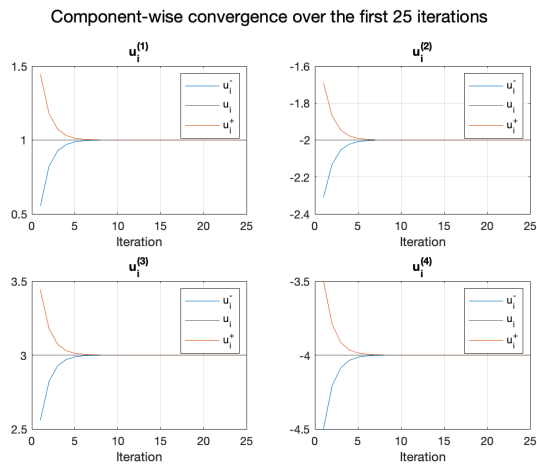 Component-wise convergence over the first 25 iterations
u_i^(1)
1.5
1
0.5
0 5 10 15 20 25
Iteration
u_i^-
u_i
u_i^+
u_i^(2)
-1.6
-1.8
-2
-2.2
-2.4
0 5 10 15 20 25
Iteration
u_i^-
u_i
u_i^+
u_i^(3)
3.5
3
2.5
0 5 10 15 20 25
Iteration
u_i^-
u_i
u_i^+
u_i^(4)
-3.5
-4
-4.5
0 5 10 15 20 25
Iteration
u_i^-
u_i
u_i^+